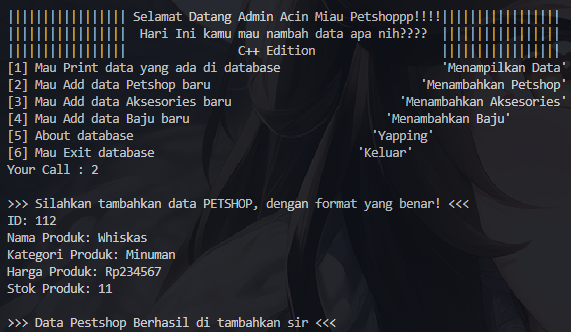 ||||||||||||||||| Selamat Datang Admin Acin Miau Petshoppp!!!!|||||||||||||||||
|||||||||||||||||  Hari Ini kamu mau nambah data apa nih????  |||||||||||||||||
|||||||||||||||||                C++ Edition                  |||||||||||||||||
[1] Mau Print data yang ada di database                       'Menampilkan Data'
[2] Mau Add data Petshop baru                              'Menambahkan Petshop'
[3] Mau Add data Aksesories baru                        'Menambahkan Aksesories'
[4] Mau Add data Baju baru                            'Menambahkan Baju'
[5] About database                                  'Yapping'
[6] Mau Exit database                             'Keluar'
Your Call : 2
>>> Silahkan tambahkan data PETSHOP, dengan format yang benar! <<<
ID: 112
Nama Produk: Whiskas
Kategori Produk: Minuman
Harga Produk: Rp234567
Stok Produk: 11
>>> Data Pestshop Berhasil di tambahkan sir <<<